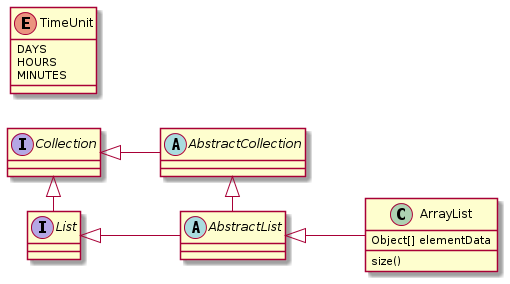 E TimeUnit
DAYS
HOURS
MINUTES
I Collection
A AbstractCollection
I List
A AbstractList
C ArrayList
Object[] elementData
size()